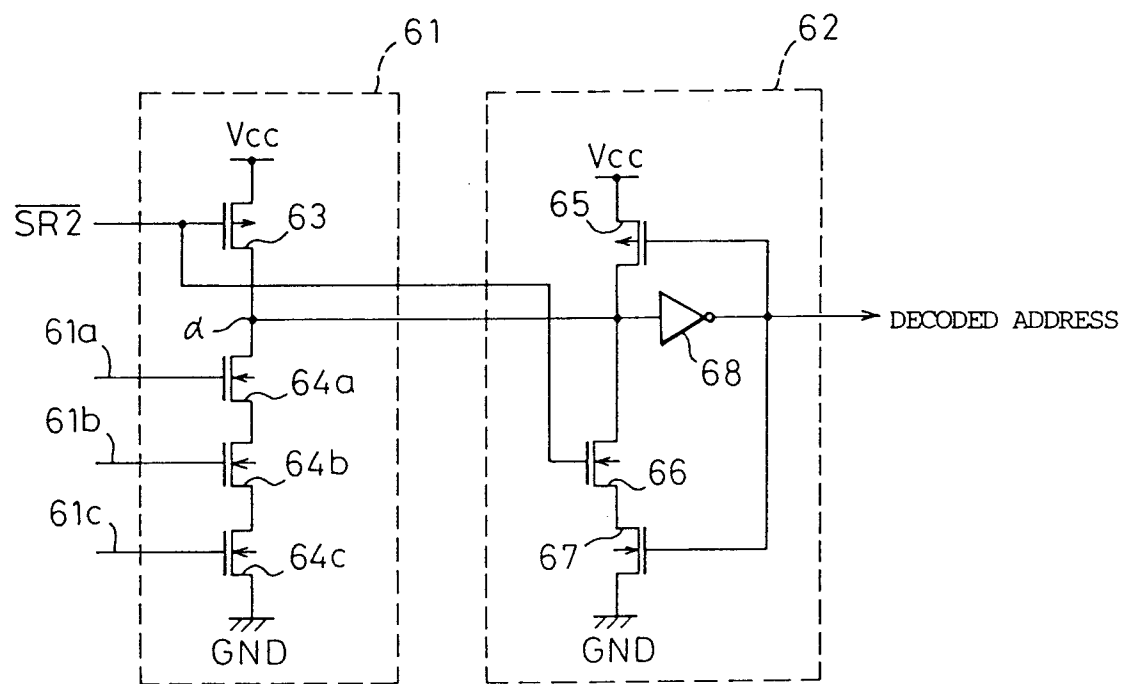 61
62
Vcc
Vcc
SR2
63
65
α
61a
64a
68
DECODED ADDRESS
61b
64b
66
61c
64c
67
GND
GND